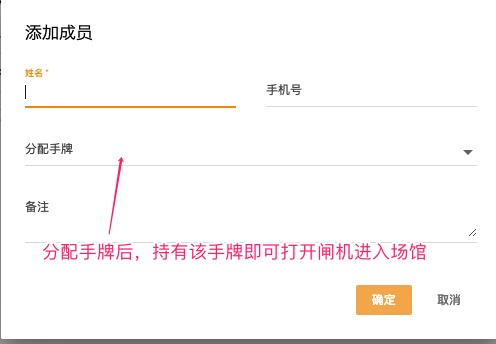 添加成员
姓名 *
手机号
分配手牌
备注
分配手牌后，持有该手牌即可打开闸机进入场馆
确定 取消